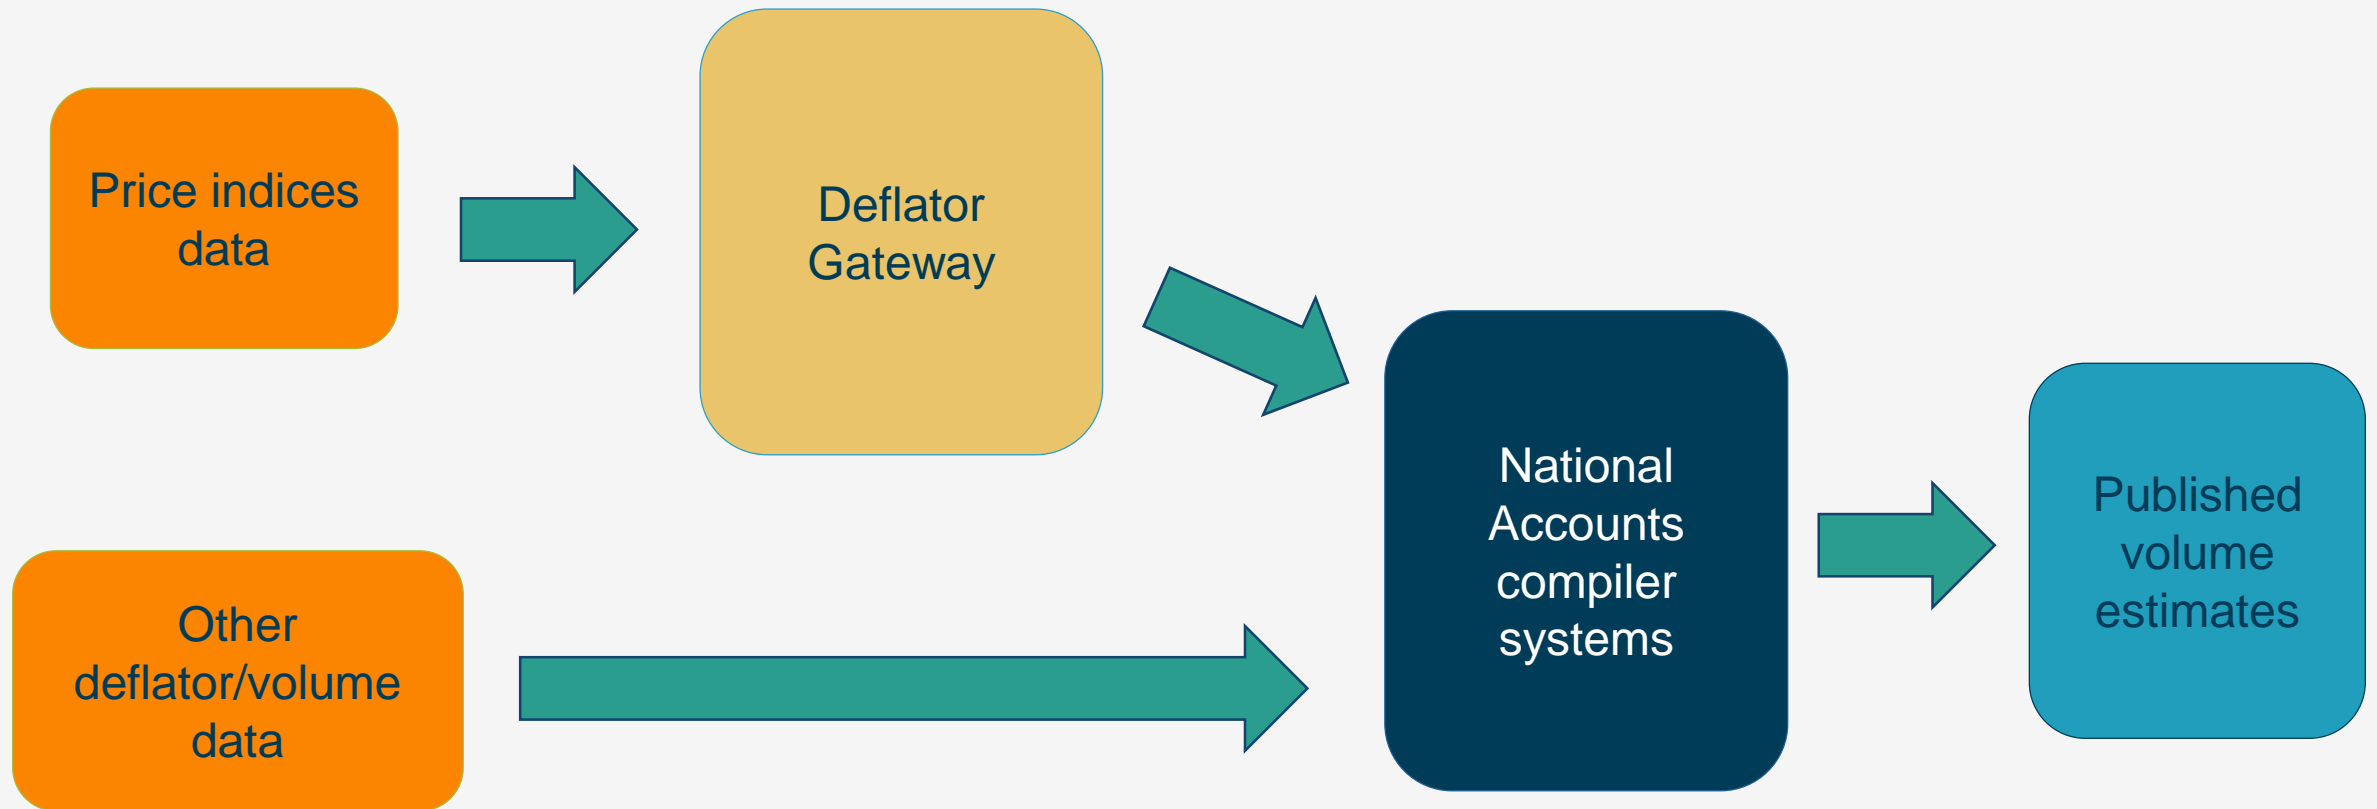 Price indices
data
Deflator
Gateway
Other
deflator/volume
data
National
Accounts
compiler
systems
Published
volume
estimates